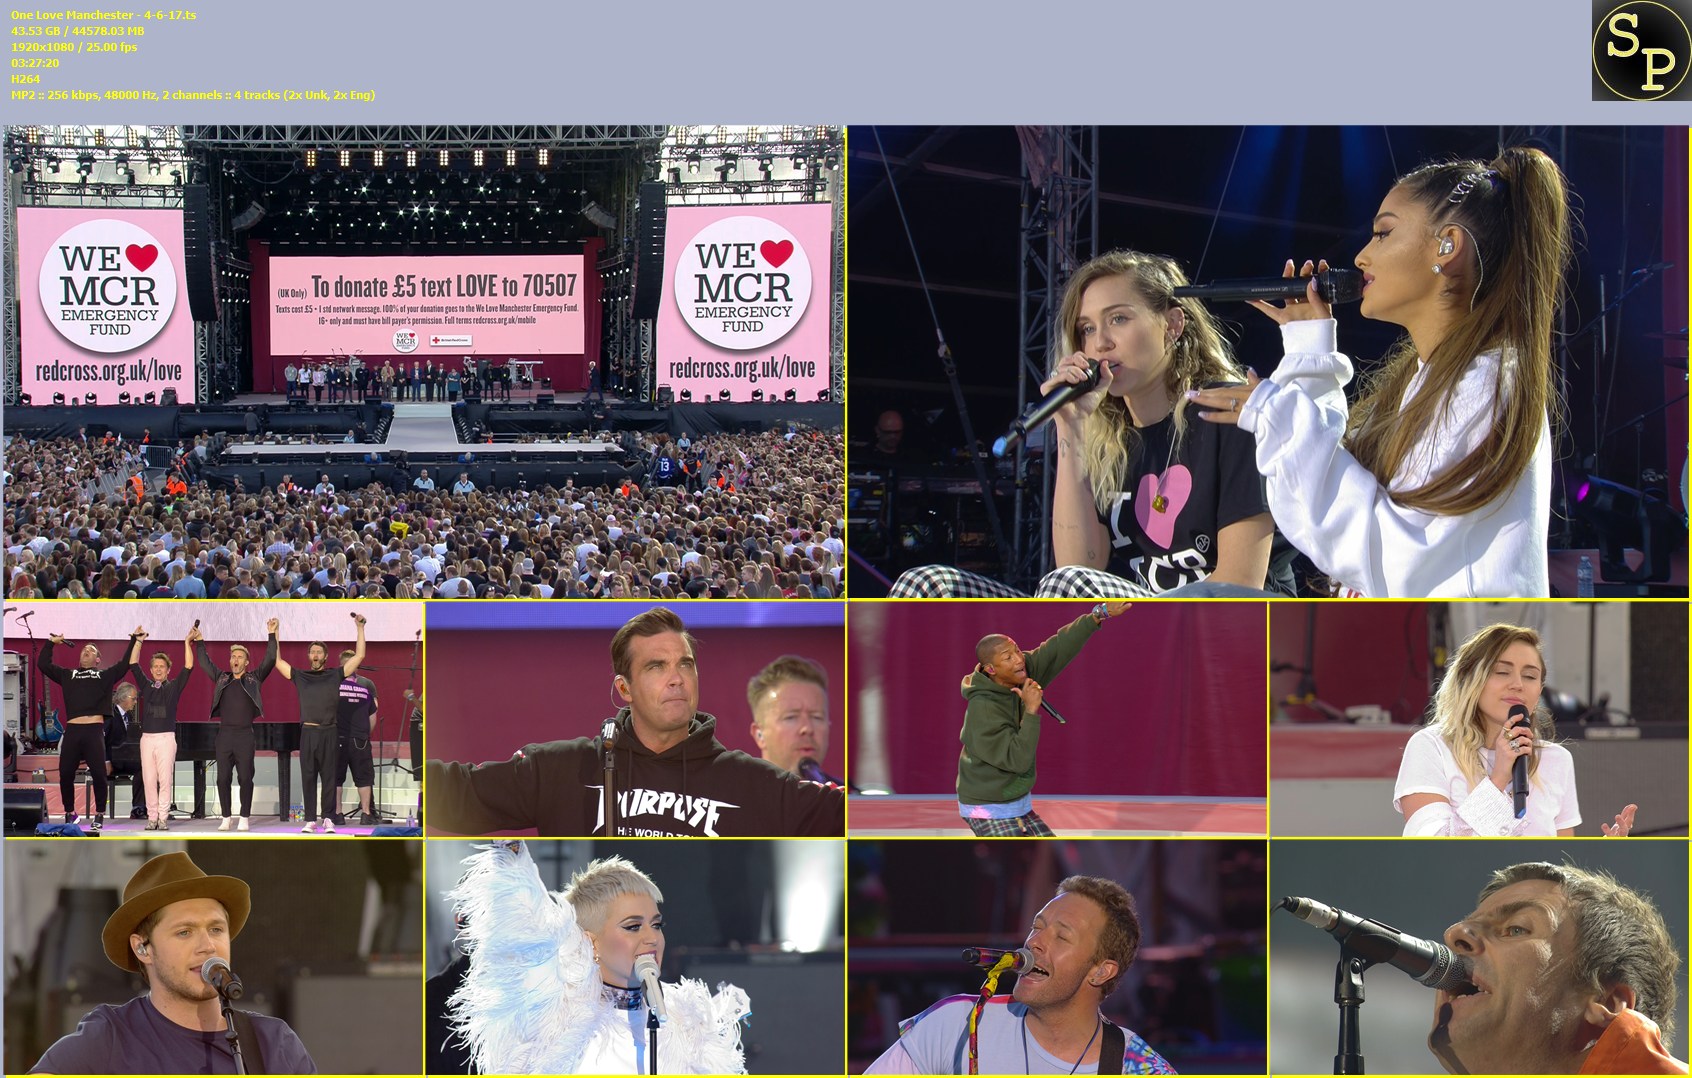 One Love Manchester - 4-6-17.ts
43.53 GB / 44578.03 MB
1920x1080 / 25.00 fps
03:27:20
H264
MP2 :: 256 kbps, 48000 Hz, 2 channels :: 4 tracks (2x Unk, 2x Eng)
SP
WE
MCR
EMERGENCY
FUND
redcross.org.uk/love
(UK Only) To donate £5 text LOVE to 70507
Texts cost £5 + 1 std network message. 100% of your donation goes to the We Love Manchester Emergency Fund.
16+ only and must have bill payer's permission. Full terms redcross.org.uk/mobile
WE
MCR
WE
MCR
EMERGENCY
FUND
redcross.org.uk/love
13
I
MCR
PURPOSE
THE WORLD TO